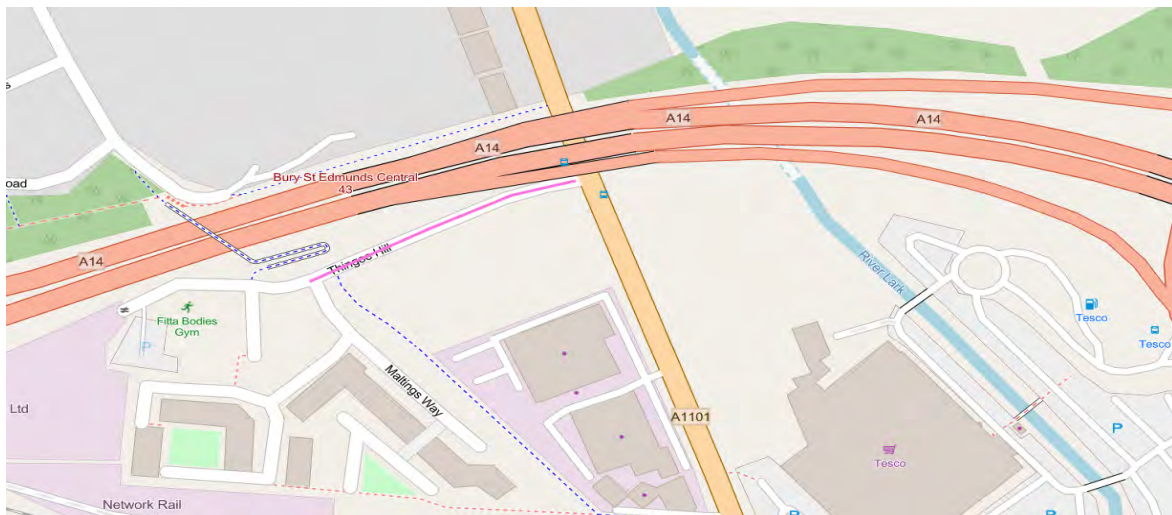 A14
A14
A14
oad
Bury St Edmunds Central
43
A14
Thingoe Hill
River Lark
Fitta Bodies
Gym
Tesco
Tesco
Ltd
Maltings Way
A1101
P
Tesco
Network Rail